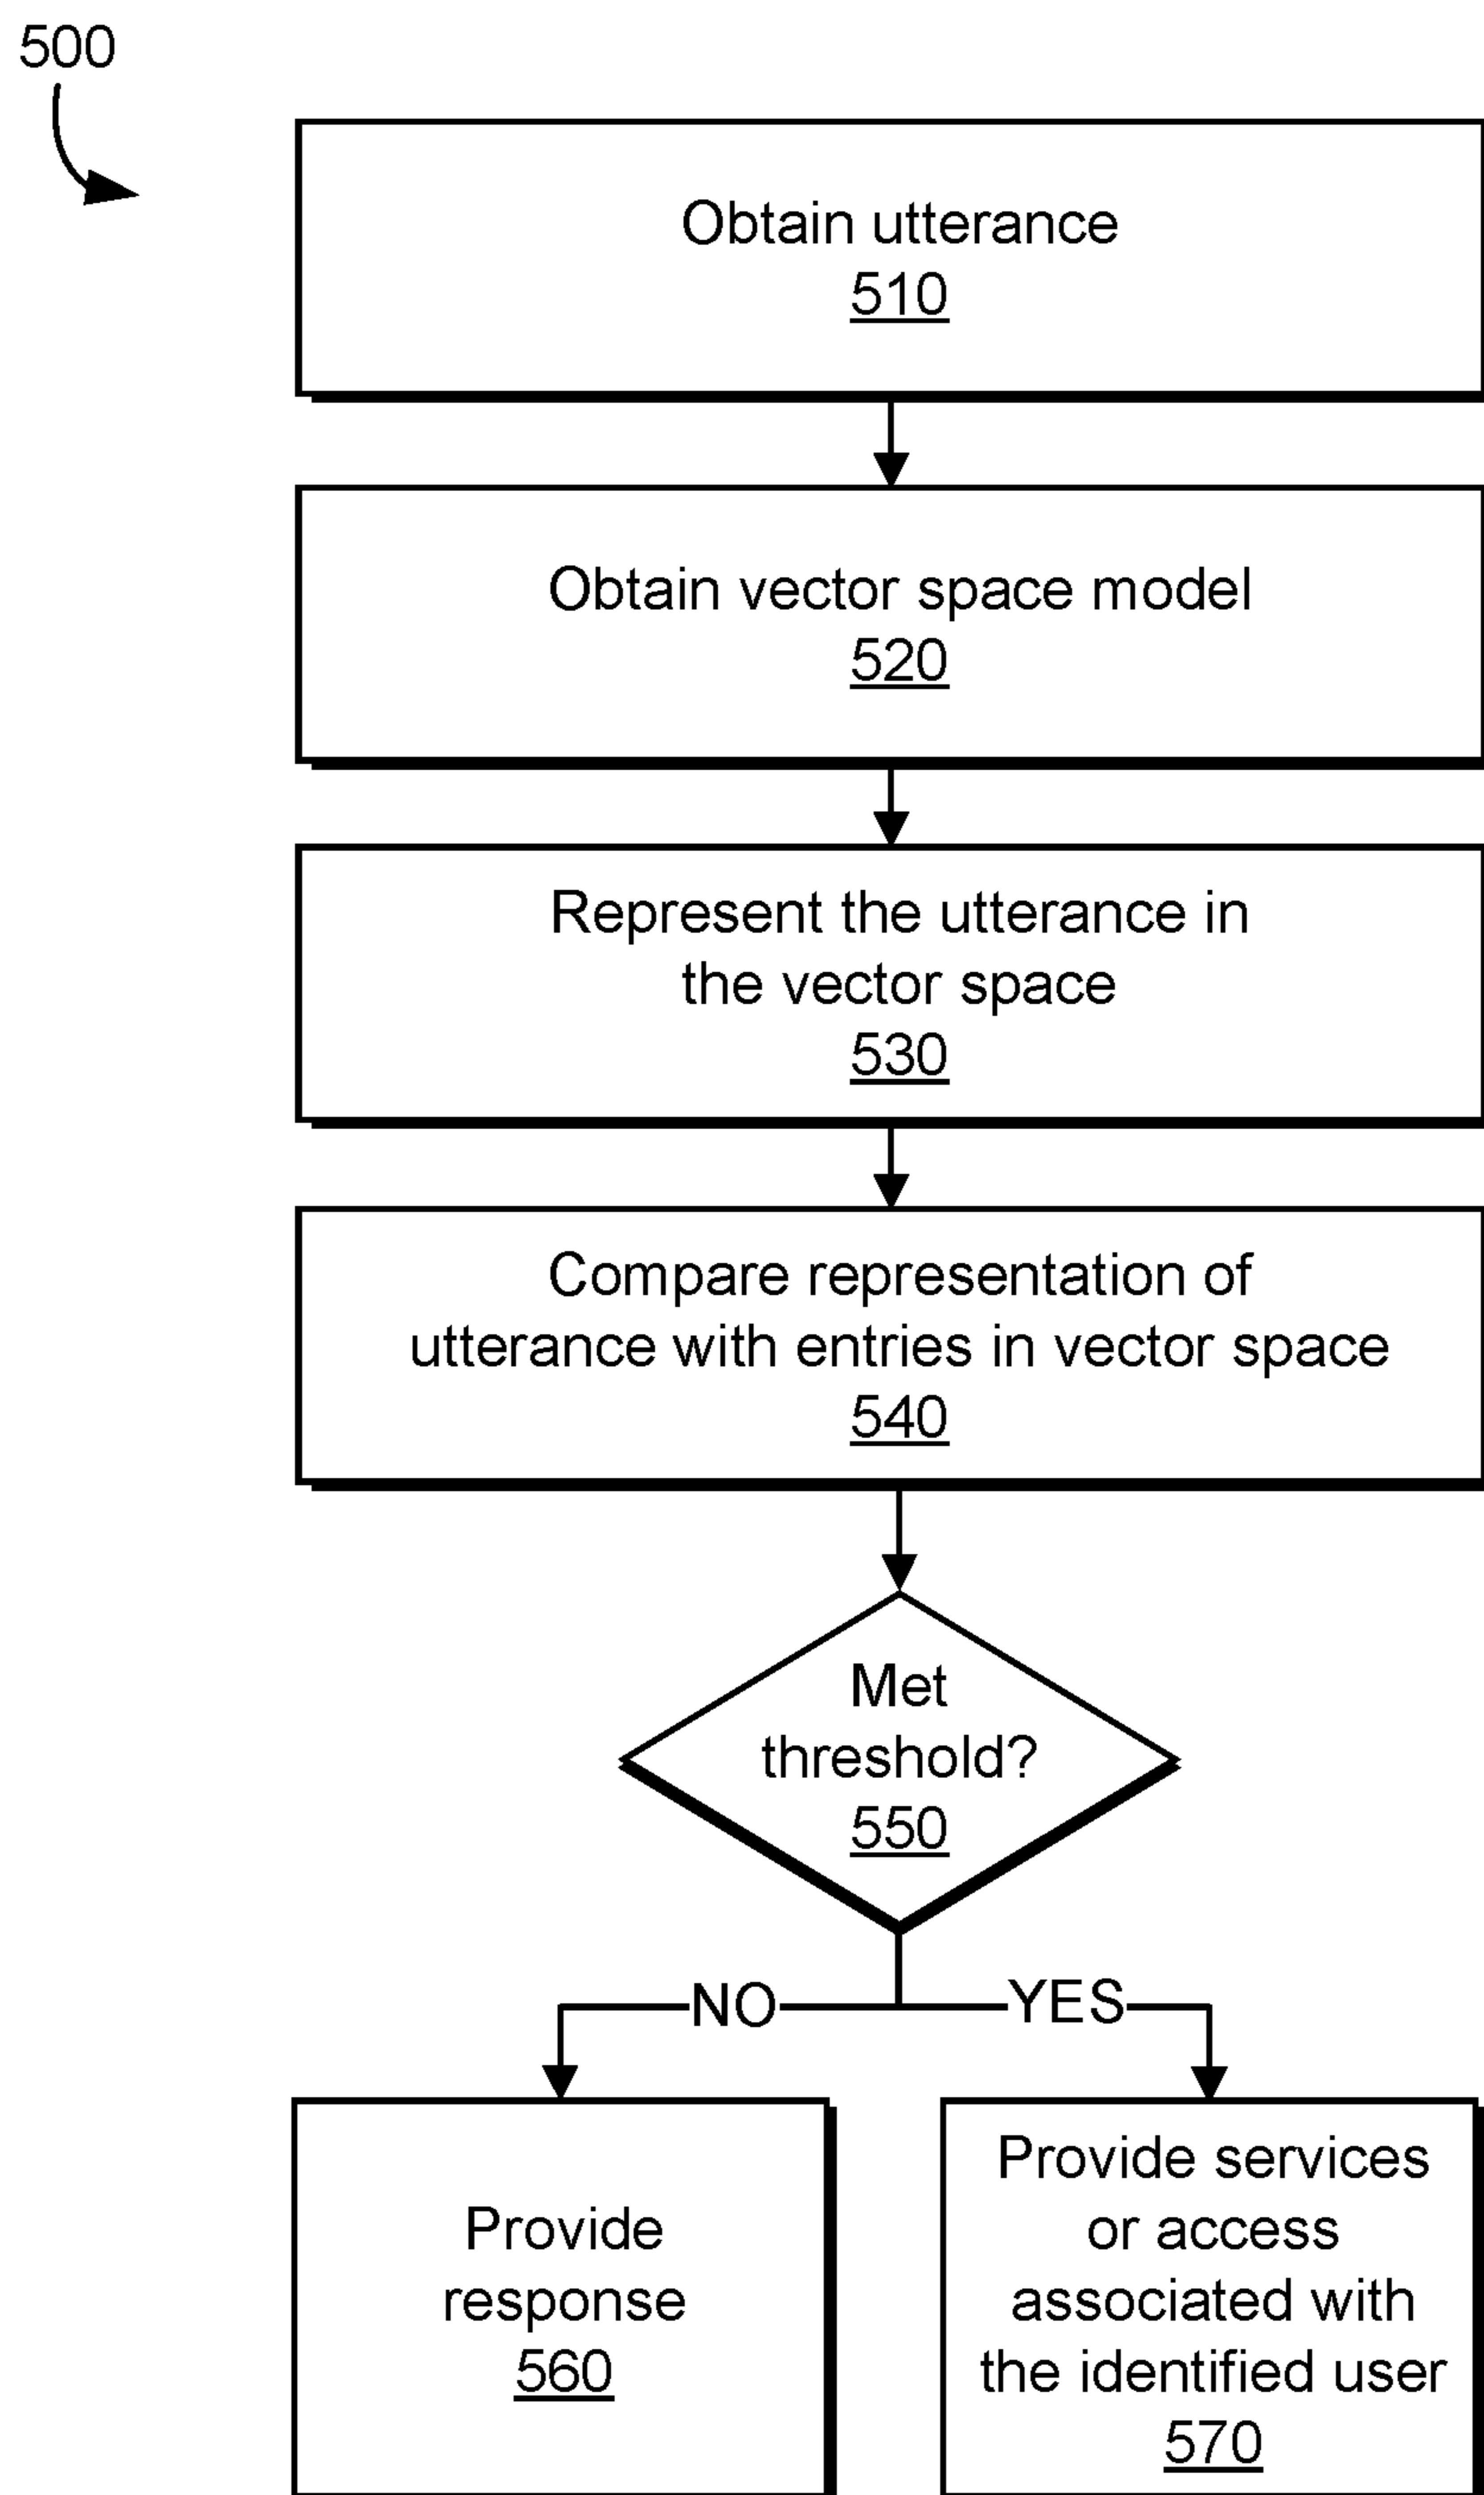 500
Obtain utterance
510
Obtain vector space model
520
Represent the utterance in
the vector space
530
Compare representation of
utterance with entries in vector space
540
Met
threshold?
550
NO
YES
Provide
response
560
Provide services
or access
associated with
the identified user
570